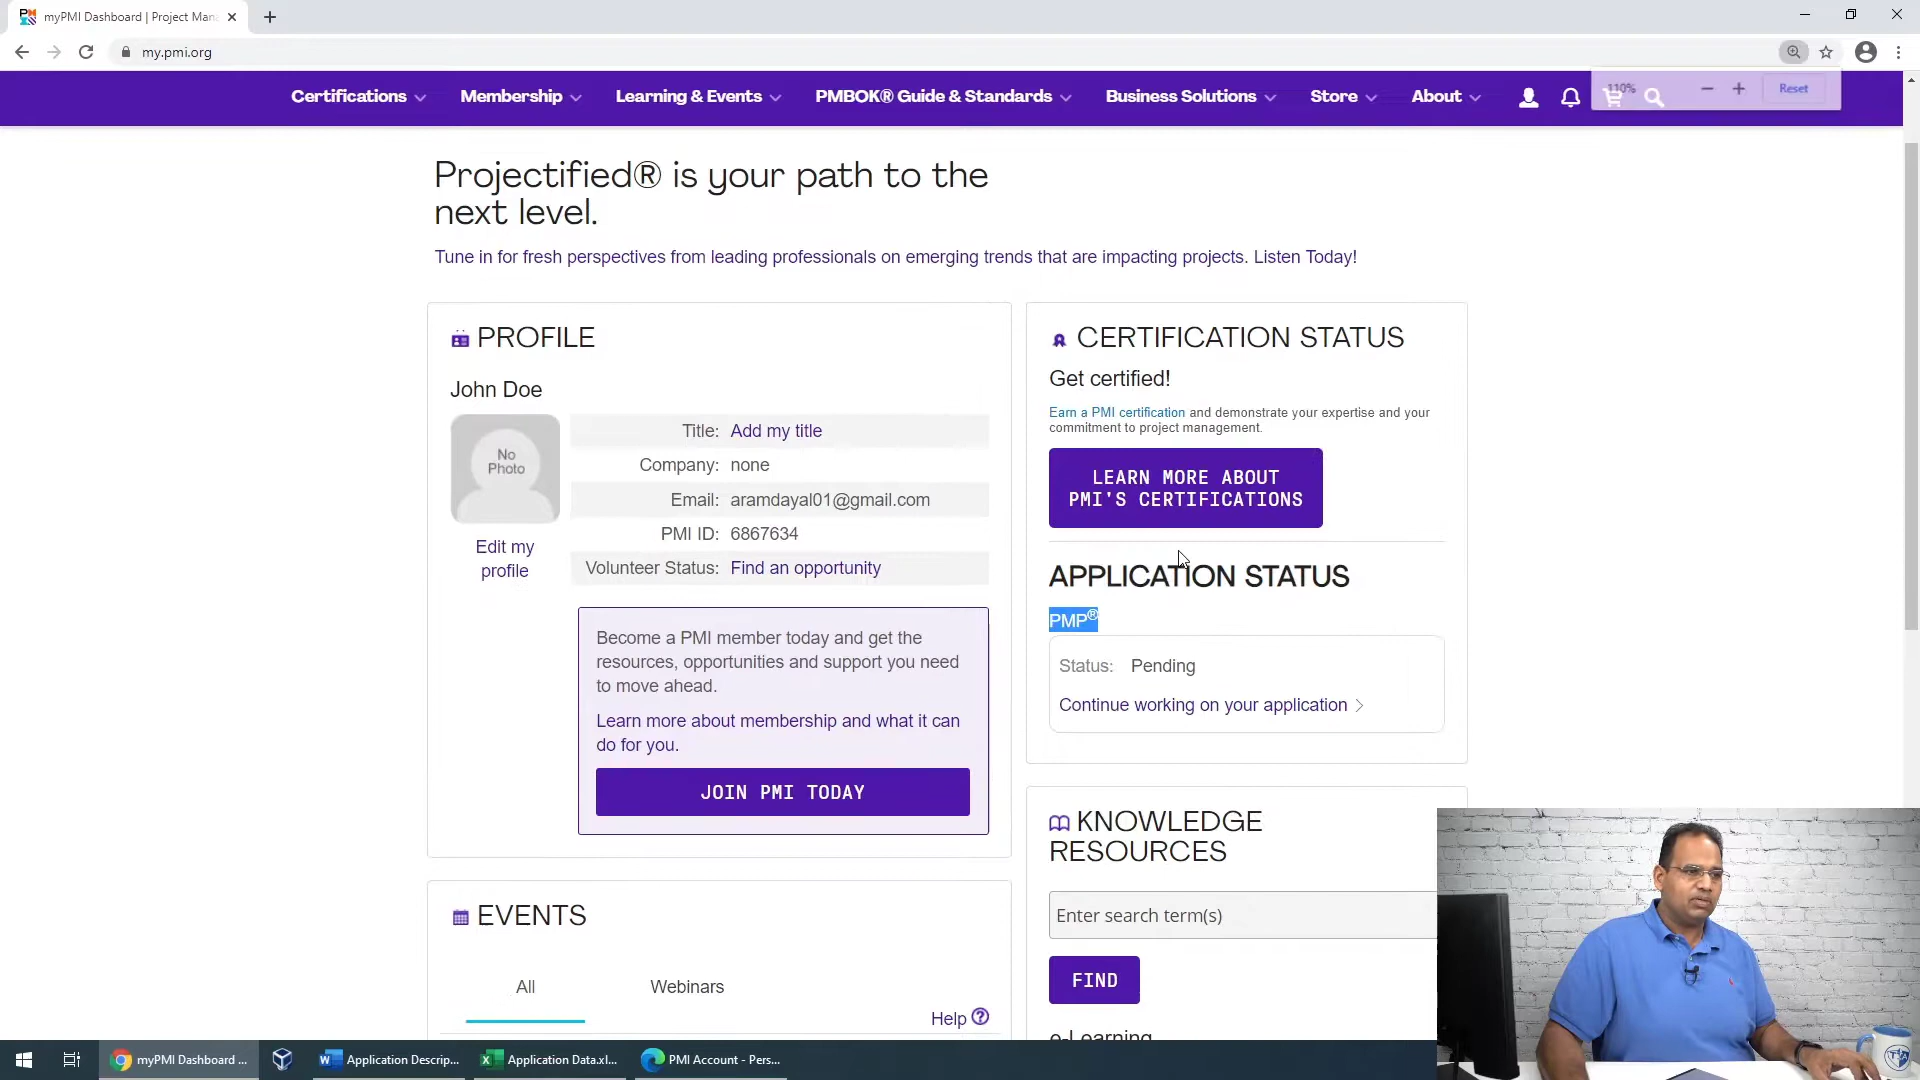 myPMI Dashboard | Project Mana
my.pmi.org
Certifications Membership Learning & Events PMBOK® Guide & Standards Business Solutions Store About
110% Reset
Projectified® is your path to the
next level.
Tune in for fresh perspectives from leading professionals on emerging trends that are impacting projects. Listen Today!
PROFILE
John Doe
No
Photo
Edit my
profile
Title: Add my title
Company: none
Email: aramdayal01@gmail.com
PMI ID: 6867634
Volunteer Status: Find an opportunity
Become a PMI member today and get the
resources, opportunities and support you need
to move ahead.
Learn more about membership and what it can
do for you.
JOIN PMI TODAY
CERTIFICATION STATUS
Get certified!
Earn a PMI certification and demonstrate your expertise and your
commitment to project management.
LEARN MORE ABOUT
PMI'S CERTIFICATIONS
APPLICATION STATUS
PMP®
Status: Pending
Continue working on your application
EVENTS
All Webinars
Help
KNOWLEDGE
RESOURCES
Enter search term(s)
FIND
e-Learning
myPMI Dashboard ... Application Descrip... Application Data.xl... PMI Account - Pers...